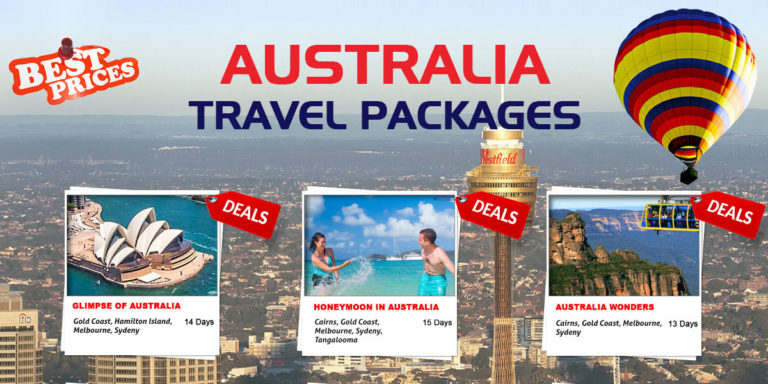 BEST
PRICES
AUSTRALIA
TRAVEL PACKAGES
Westfield
DEALS
GLIMPSE OF AUSTRALIA
Gold Coast, Hamilton Island, 14 Days
Melbourne, Sydeny
DEALS
HONEYMOON IN AUSTRALIA
Cairns, Gold Coast, 15 Days
Melbourne, Sydeny,
Tangalooma
DEALS
AUSTRALIA WONDERS
Cairns, Gold Coast, Melbourne, 13 Days
Sydeny